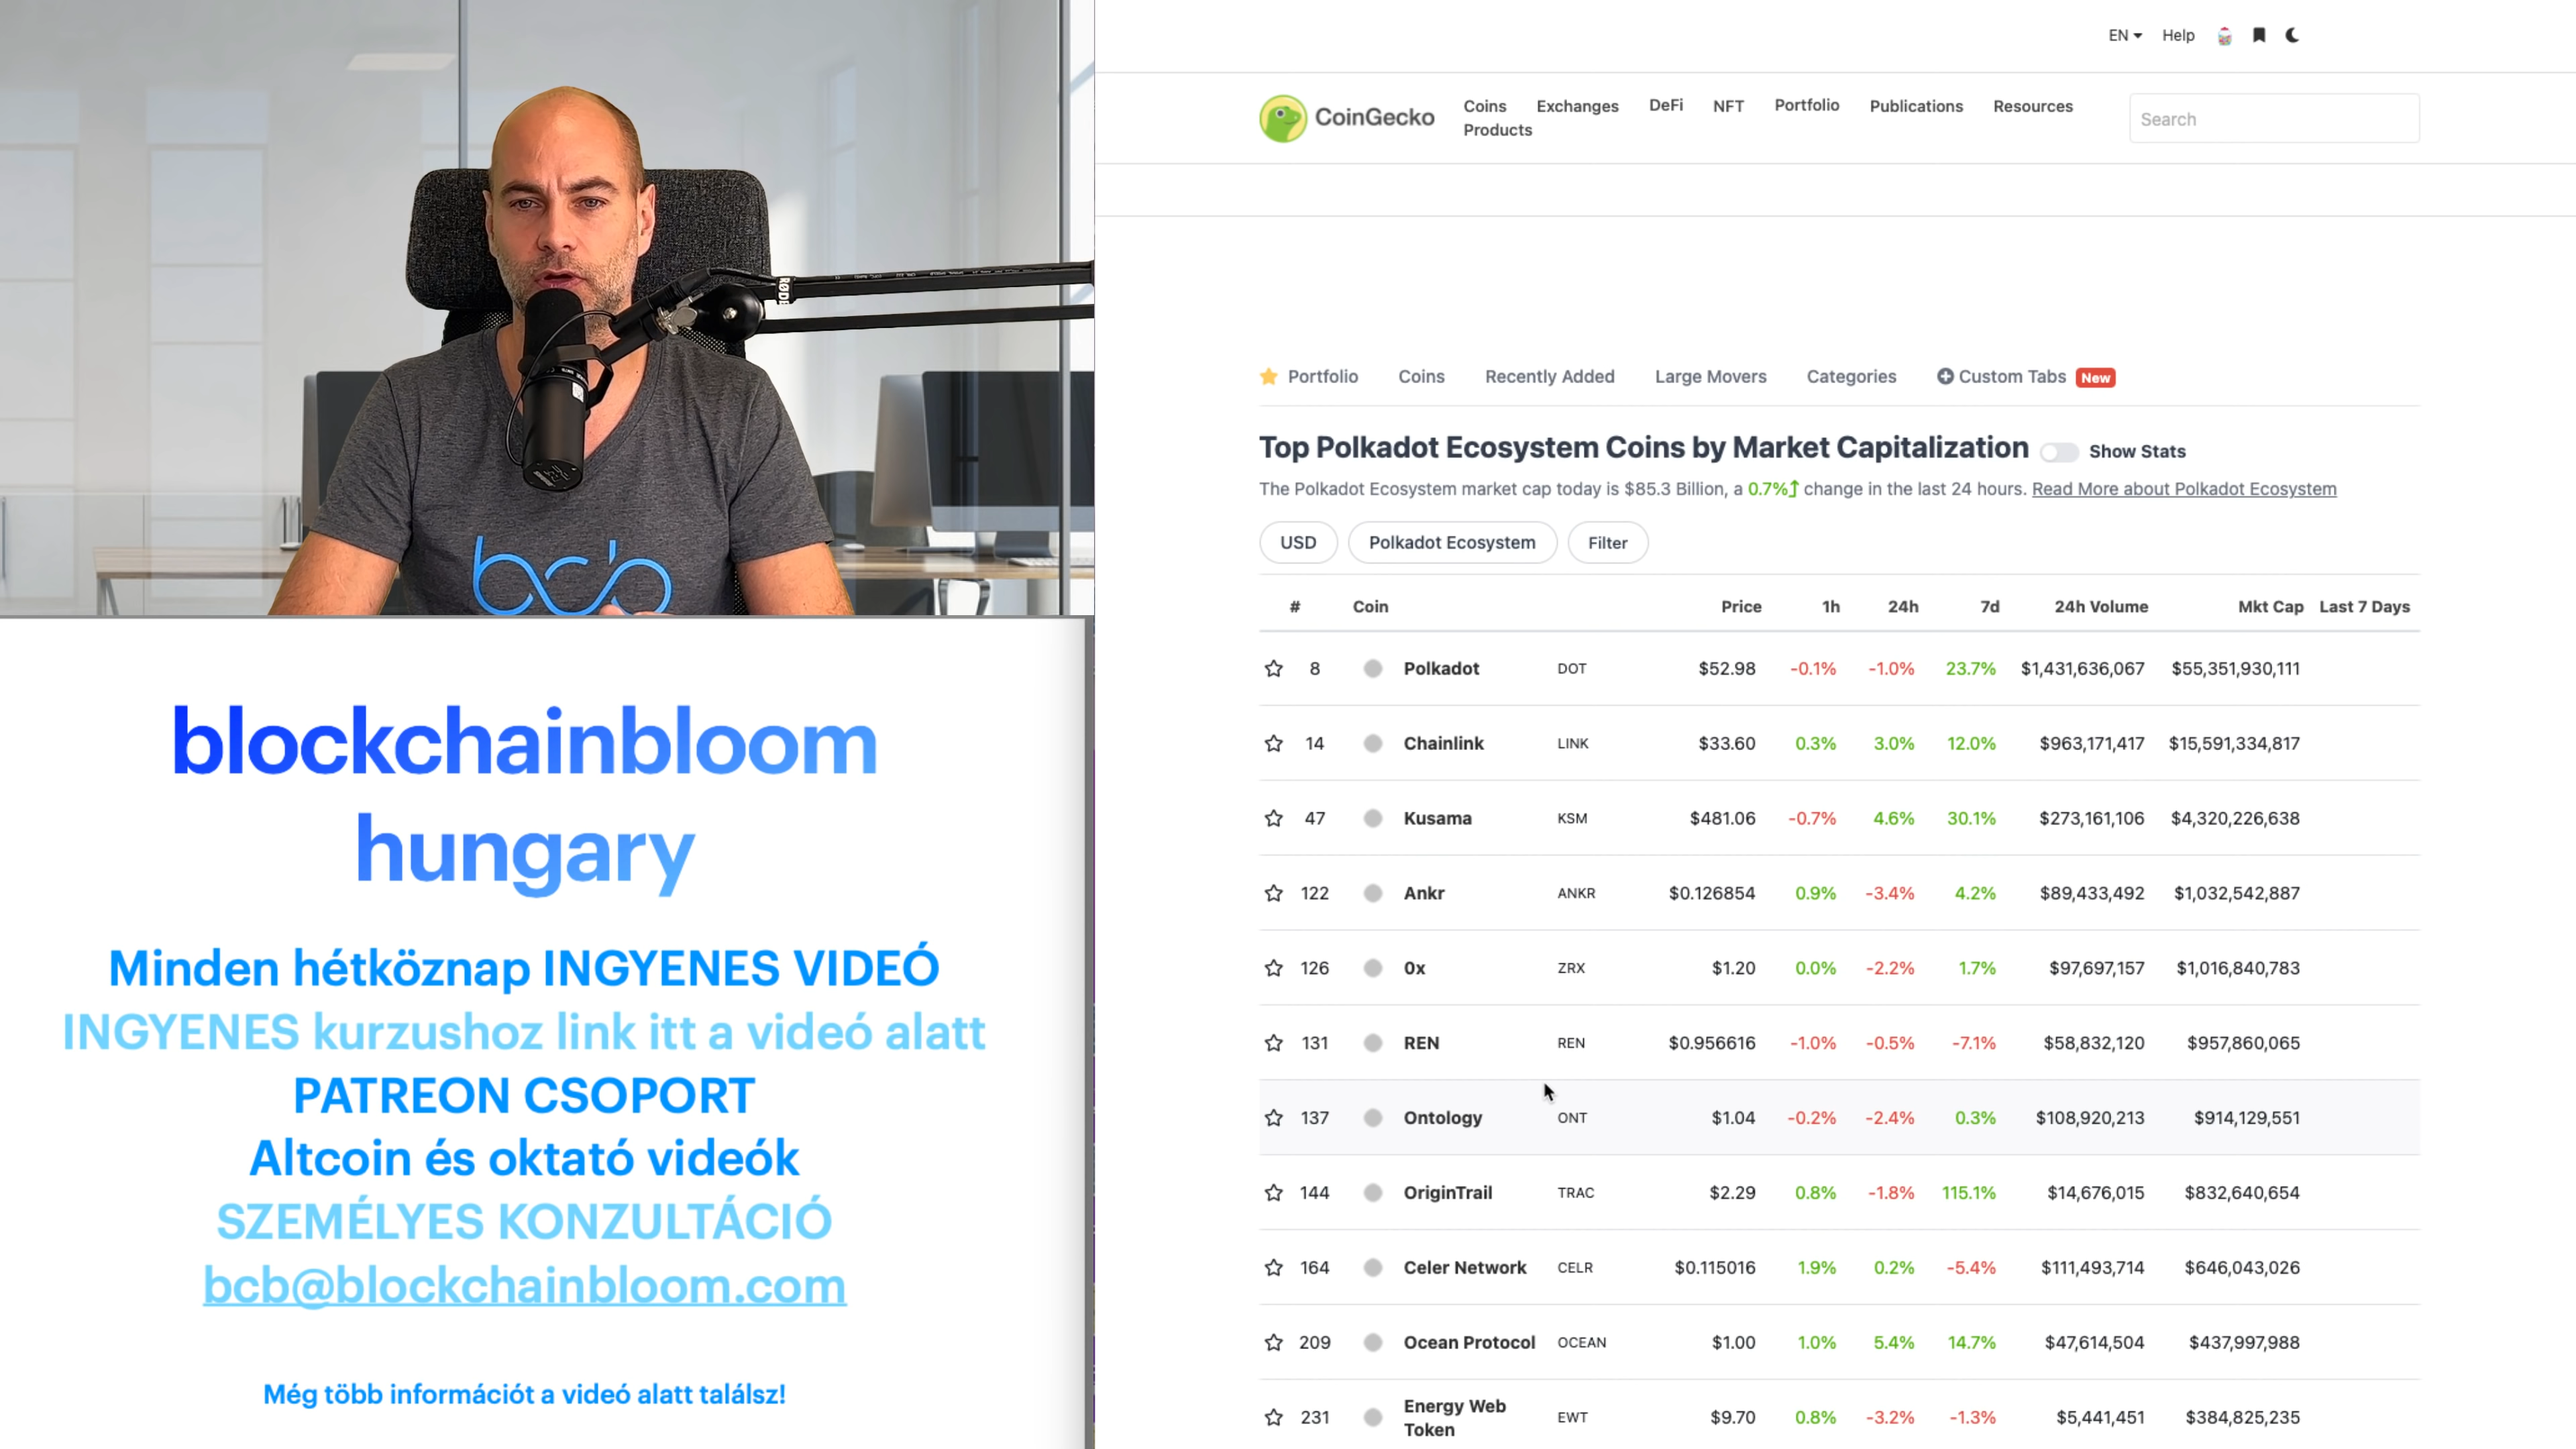 RØDE
bcb
blockchainbloom
hungary
Minden hétköznap INGYENES VIDEÓ
INGYENES kurzushoz link itt a videó alatt
PATREON CSOPORT
Altcoin és oktató videók
SZEMÉLYES KONZULTÁCIÓ
bcb@blockchainbloom.com
Még több információt a videó alatt találsz!
EN Help
CoinGecko
Coins Exchanges DeFi NFT Portfolio Publications Resources
Products
Search
Portfolio Coins Recently Added Large Movers Categories Custom Tabs New
Top Polkadot Ecosystem Coins by Market Capitalization Show Stats
The Polkadot Ecosystem market cap today is $85.3 Billion, a 0.7% change in the last 24 hours. Read More about Polkadot Ecosystem
USD Polkadot Ecosystem Filter
# Coin Price 1h 24h 7d 24h Volume Mkt Cap Last 7 Days
8 Polkadot DOT $52.98 -0.1% -1.0% 23.7% $1,431,636,067 $55,351,930,111
14 Chainlink LINK $33.60 0.3% 3.0% 12.0% $963,171,417 $15,591,334,817
47 Kusama KSM $481.06 -0.7% 4.6% 30.1% $273,161,106 $4,320,226,638
122 Ankr ANKR $0.126854 0.9% -3.4% 4.2% $89,433,492 $1,032,542,887
126 0x ZRX $1.20 0.0% -2.2% 1.7% $97,697,157 $1,016,840,783
131 REN REN $0.956616 -1.0% -0.5% -7.1% $58,832,120 $957,860,065
137 Ontology ONT $1.04 -0.2% -2.4% 0.3% $108,920,213 $914,129,551
144 OriginTrail TRAC $2.29 0.8% -1.8% 115.1% $14,676,015 $832,640,654
164 Celer Network CELR $0.115016 1.9% 0.2% -5.4% $111,493,714 $646,043,026
209 Ocean Protocol OCEAN $1.00 1.0% 5.4% 14.7% $47,614,504 $437,997,988
231 Energy Web Token EWT $9.70 0.8% -3.2% -1.3% $5,441,451 $384,825,235